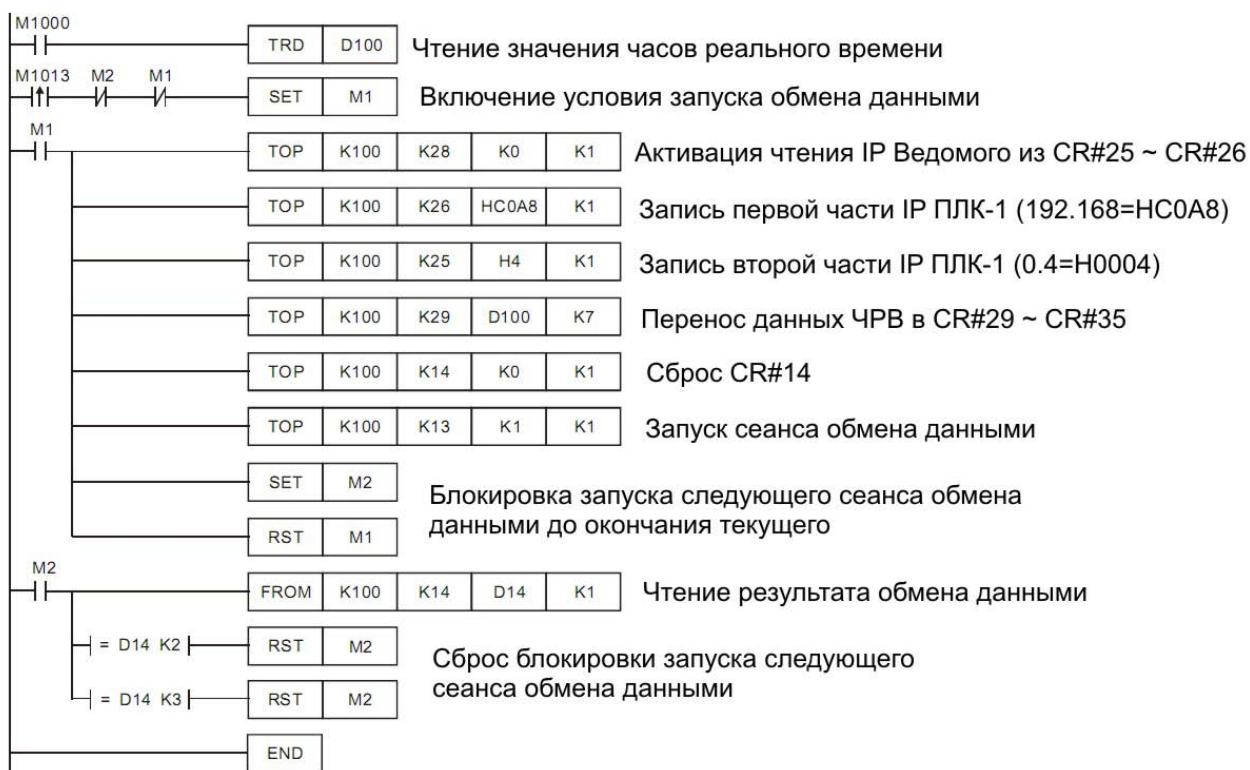 M1000
TRD D100 Чтение значения часов реального времени
M1013 M2 M1
SET M1 Включение условия запуска обмена данными
M1
TOP K100 K28 K0 K1 Активация чтения IP Ведомого из CR#25 ~ CR#26
TOP K100 K26 HC0A8 K1 Запись первой части IP ПЛК-1 (192.168=HC0A8)
TOP K100 K25 H4 K1 Запись второй части IP ПЛК-1 (0.4=H0004)
TOP K100 K29 D100 K7 Перенос данных ЧРВ в CR#29 ~ CR#35
TOP K100 K14 K0 K1 Сброс CR#14
TOP K100 K13 K1 K1 Запуск сеанса обмена данными
SET M2
Блокировка запуска следующего сеанса обмена
данными до окончания текущего
RST M1
M2
FROM K100 K14 D14 K1 Чтение результата обмена данными
= D14 K2 RST M2
Сброс блокировки запуска следующего
сеанса обмена данными
= D14 K3 RST M2
END